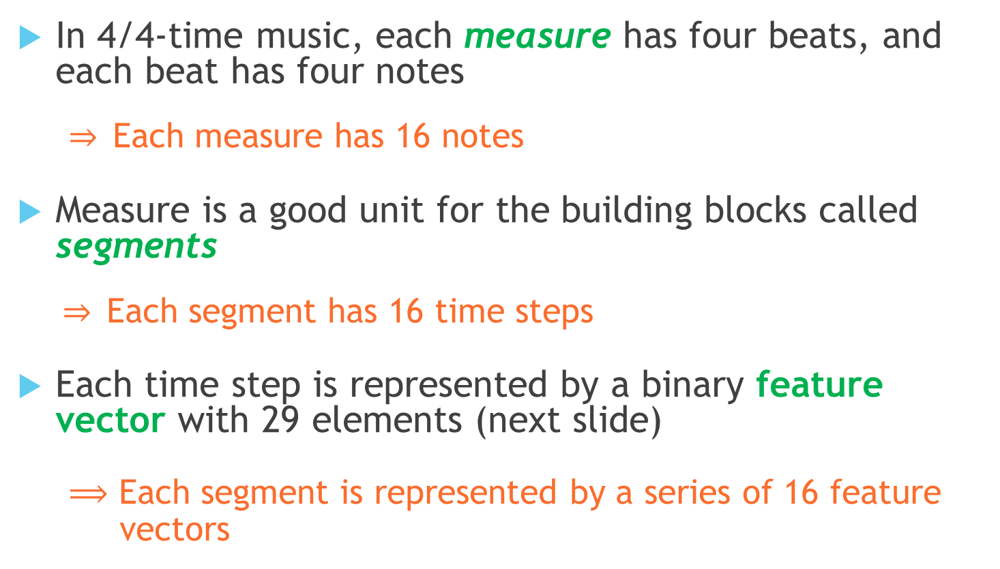 In 4/4-time music, each measure has four beats, and
each beat has four notes
⇒ Each measure has 16 notes
Measure is a good unit for the building blocks called
segments
⇒ Each segment has 16 time steps
Each time step is represented by a binary feature
vector with 29 elements (next slide)
⟹ Each segment is represented by a series of 16 feature
vectors